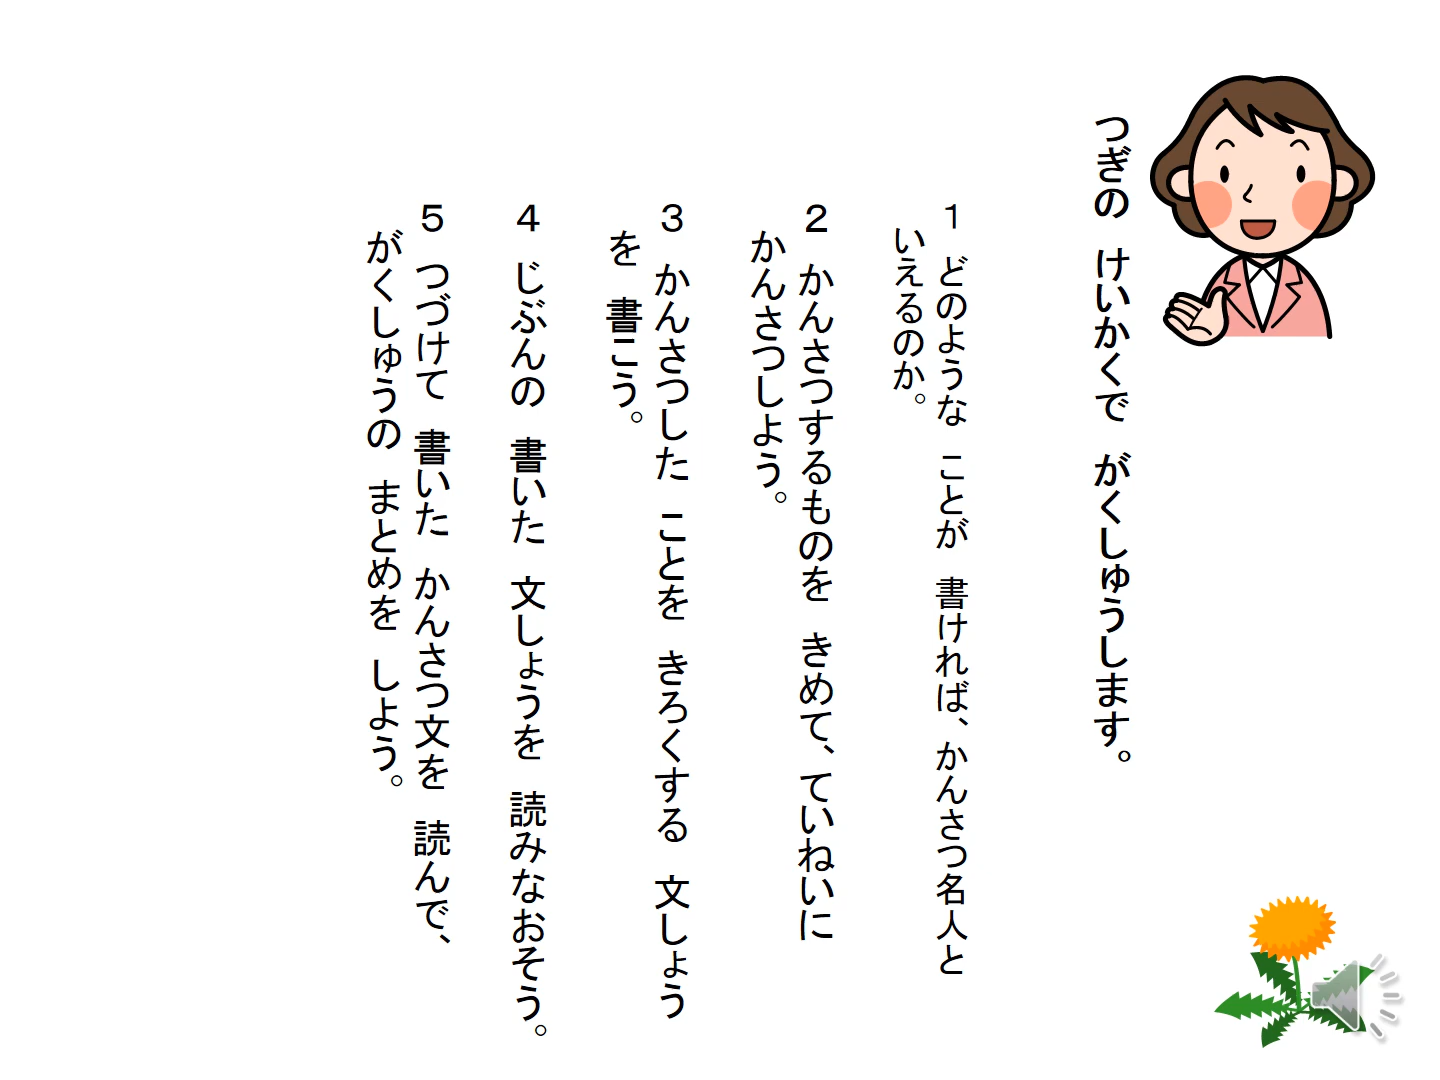 つぎの　けいかくで　がくしゅうします。
１　どのような　ことが　書ければ、かんさつ名人と
いえるのか。
２　かんさつするものを　きめて、ていねいに
かんさつしよう。
３　かんさつした　ことを　きろくする　文しょう
を　書こう。
４　じぶんの　書いた　文しょうを　読みなおそう。
５　つづけて　書いた　かんさつ文を　読んで、
がくしゅうの　まとめを　しよう。